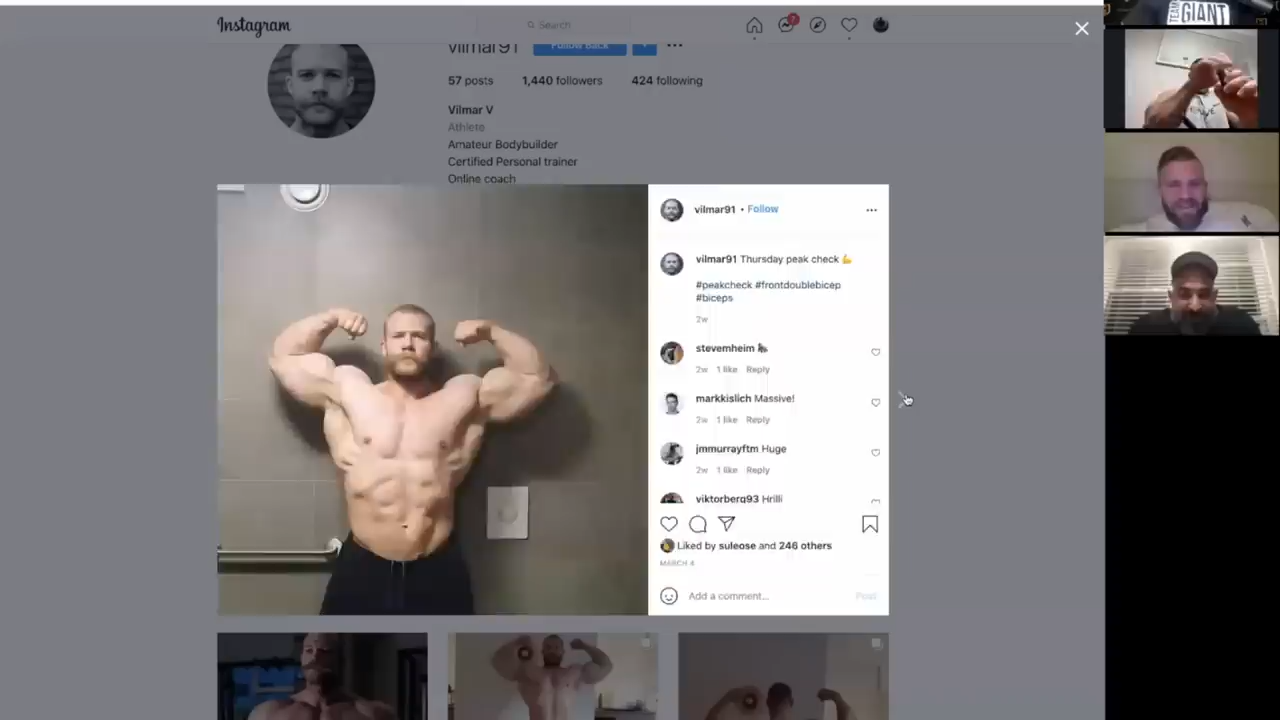 TEAM
GIANT
Instagram
Search
7
vilmar91
Follow Back
57 posts
1,440 followers
424 following
Vilmar V
Athlete
Amateur Bodybuilder
Certified Personal trainer
Online coach
vilmar91 • Follow
vilmar91 Thursday peak check 💪
#peakcheck #frontdoublebicep
#biceps
2w
stevemheim 🦍
2w 1 like Reply
markkislich Massive!
2w 1 like Reply
jmmurrayftm Huge
2w 1 like Reply
viktorberg93 Hrilli
Liked by suleose and 246 others
MARCH 4
Add a comment...
Post